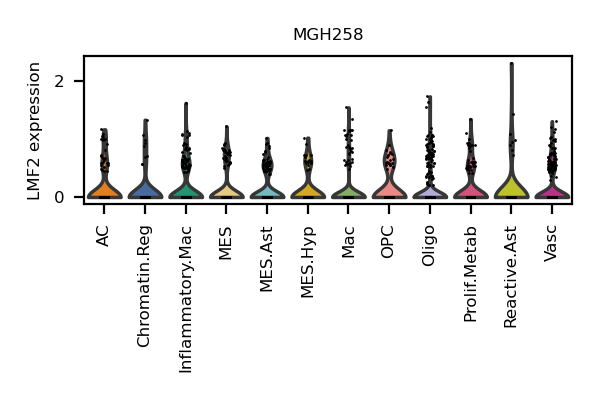 MGH258
LMF2 expression
2
0
AC
Chromatin.Reg
Inflammatory.Mac
MES
MES.Ast
MES.Hyp
Mac
OPC
Oligo
Prolif.Metab
Reactive.Ast
Vasc